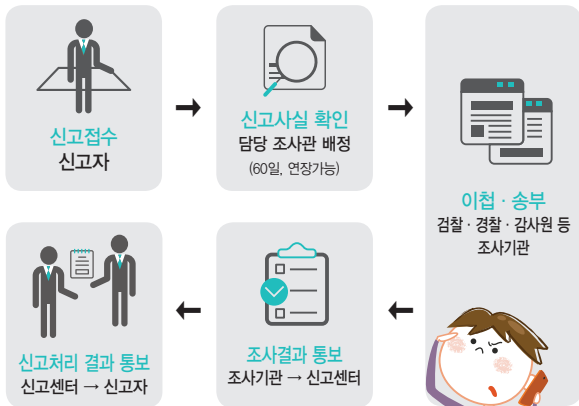 신고접수
신고자
신고사실 확인
담당 조사관 배정
(60일, 연장가능)
이첩 · 송부
검찰 · 경찰 · 감사원 등
조사기관
조사결과 통보
조사기관 → 신고센터
신고처리 결과 통보
신고센터 → 신고자